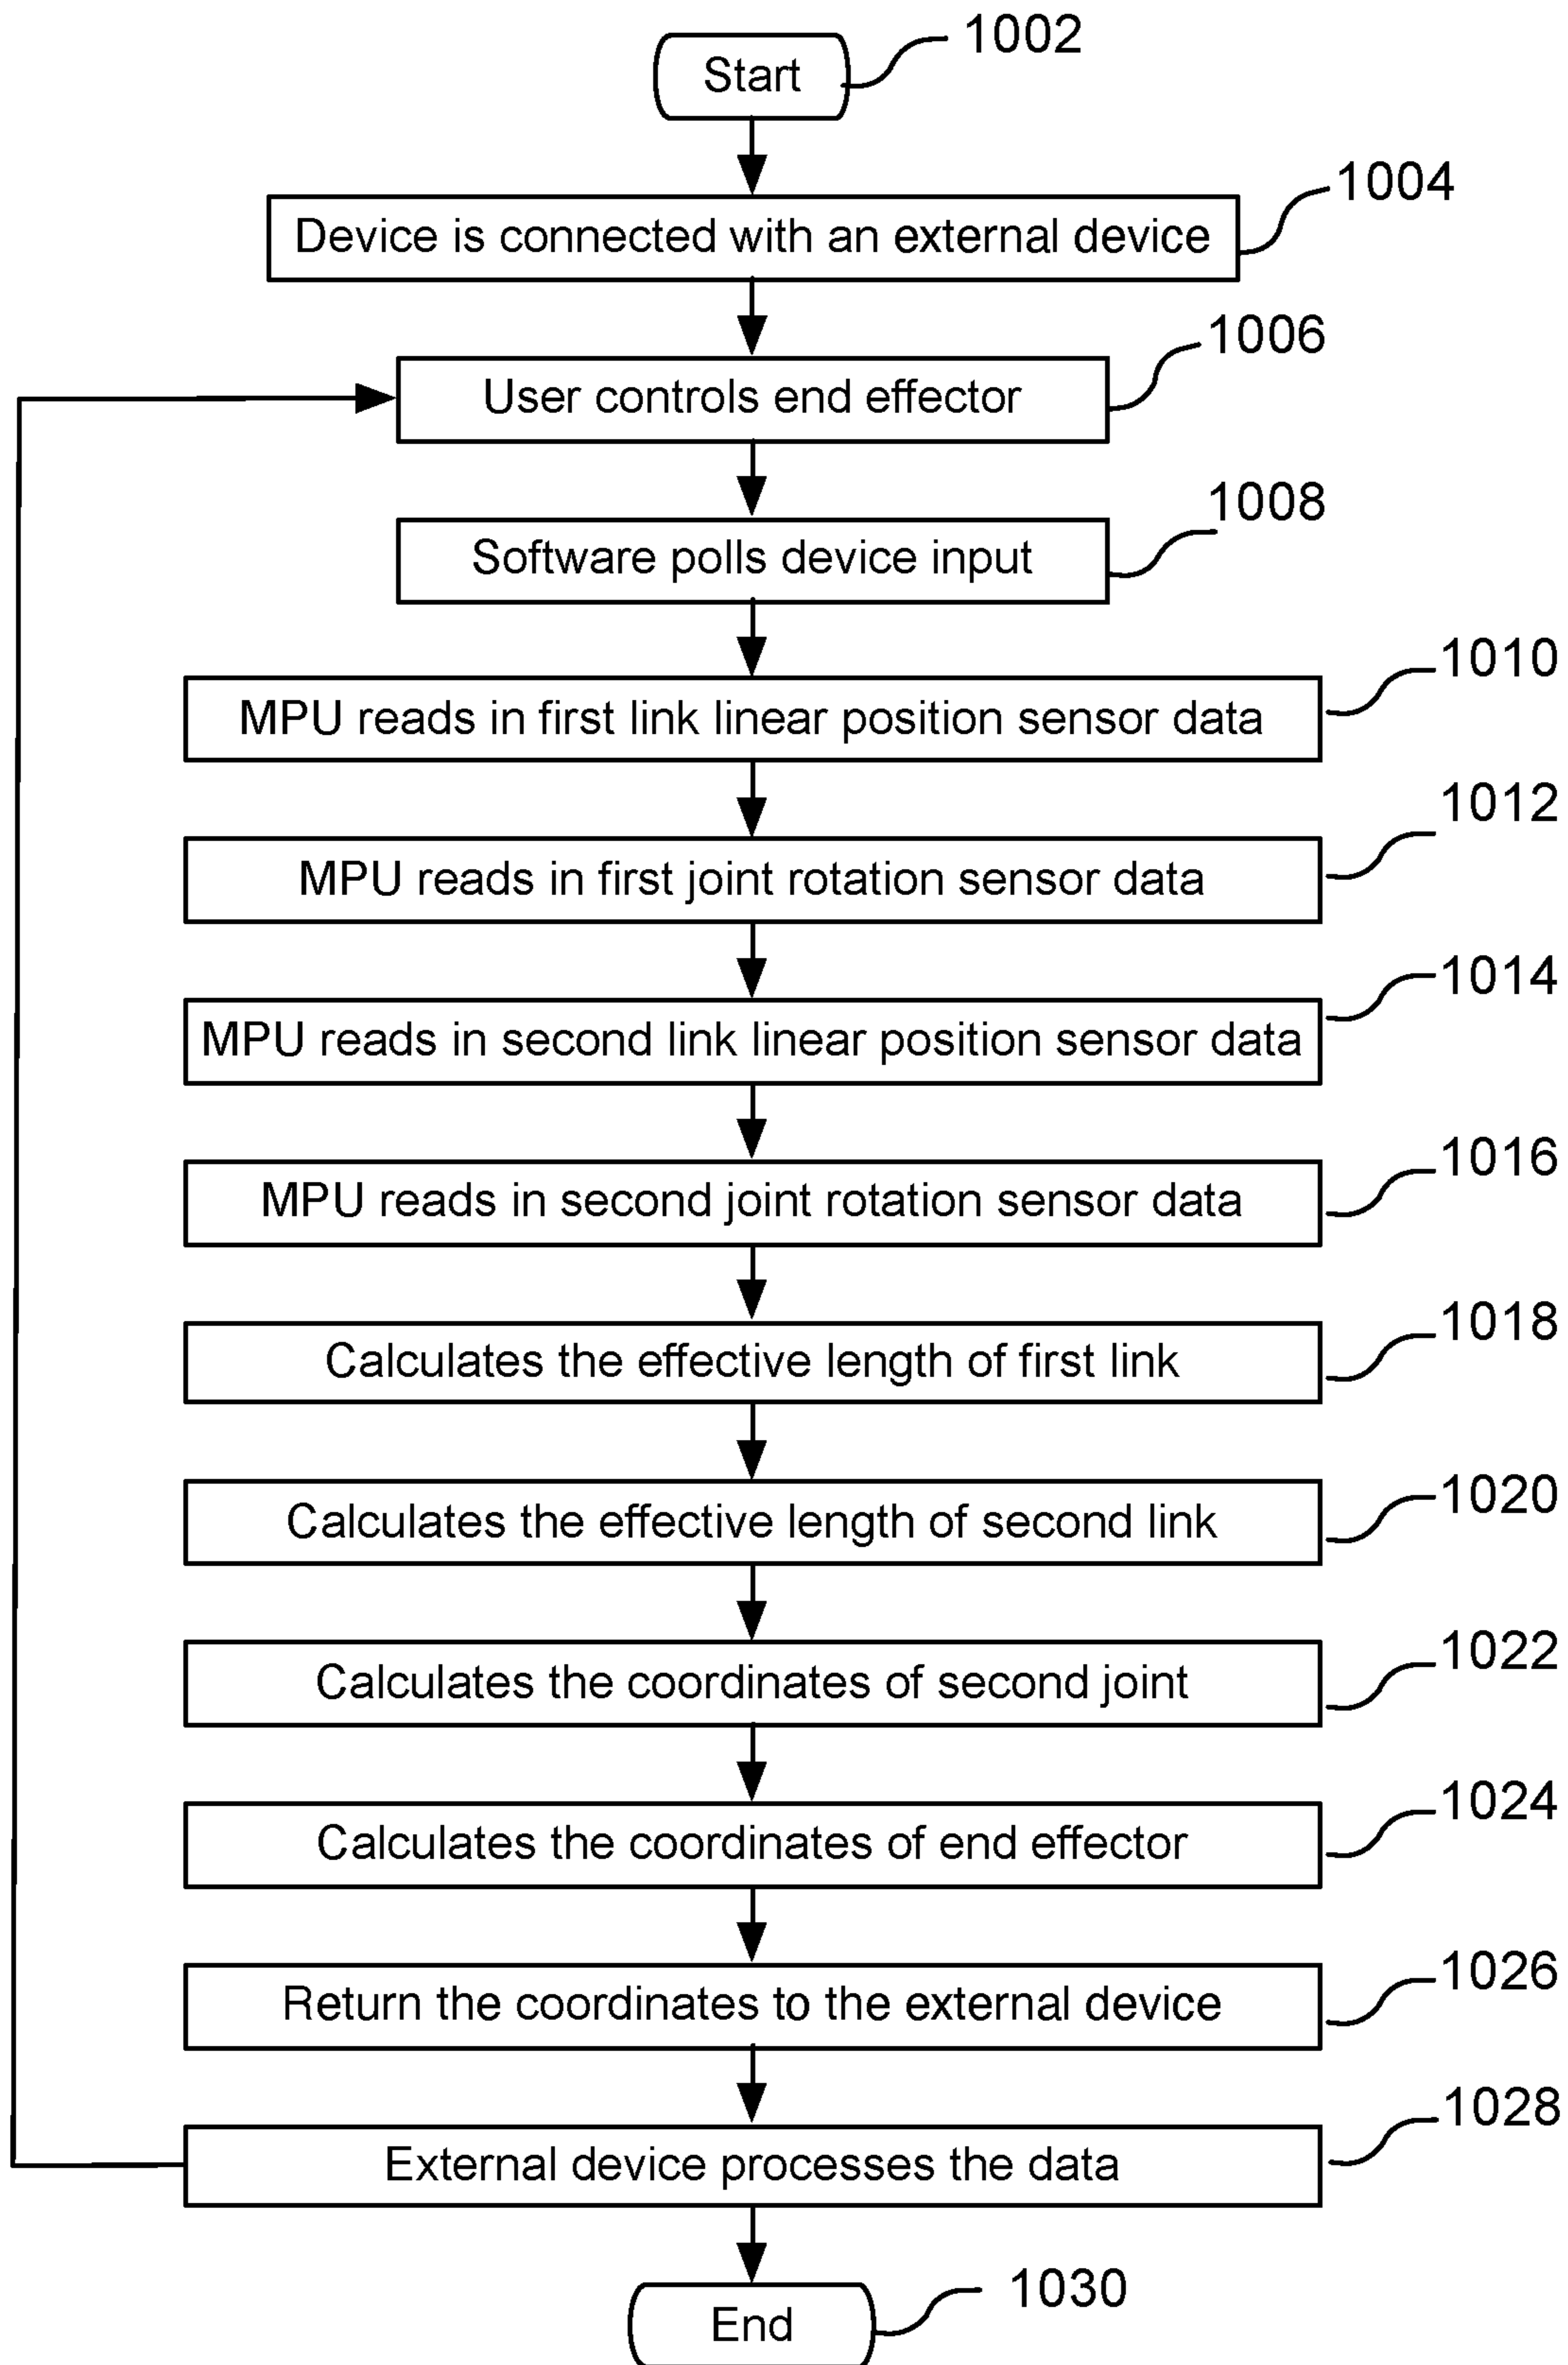 1002
Start
1004
Device is connected with an external device
1006
User controls end effector
1008
Software polls device input
1010
MPU reads in first link linear position sensor data
1012
MPU reads in first joint rotation sensor data
1014
MPU reads in second link linear position sensor data
1016
MPU reads in second joint rotation sensor data
1018
Calculates the effective length of first link
1020
Calculates the effective length of second link
1022
Calculates the coordinates of second joint
1024
Calculates the coordinates of end effector
1026
Return the coordinates to the external device
1028
External device processes the data
1030
End